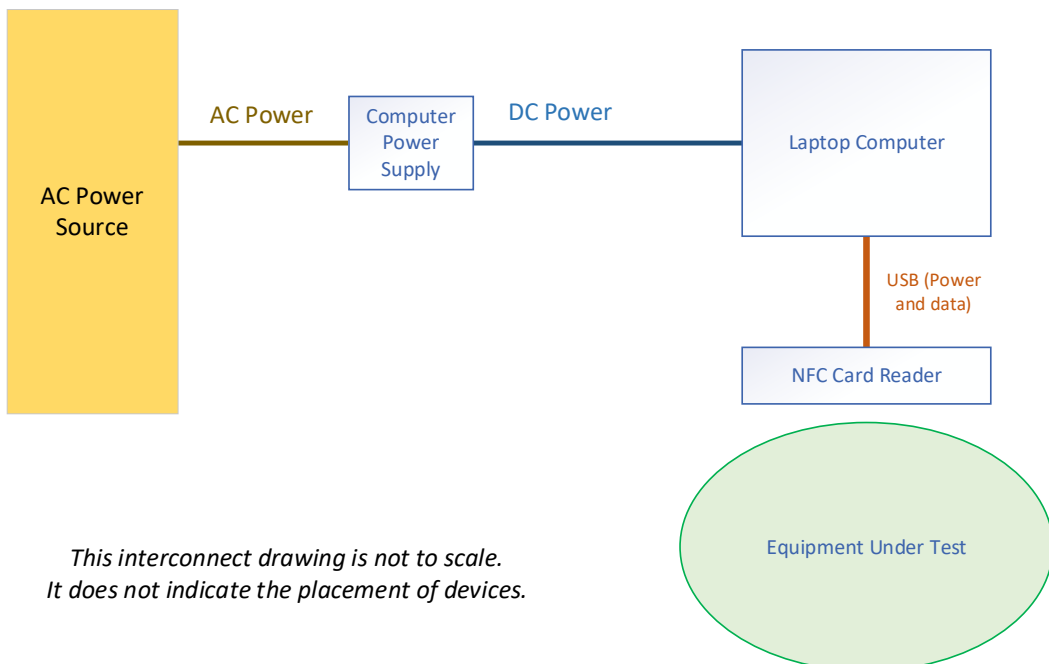 AC Power
Source
AC Power
Computer
Power
Supply
DC Power
Laptop Computer
USB (Power
and data)
NFC Card Reader
Equipment Under Test
This interconnect drawing is not to scale.
It does not indicate the placement of devices.